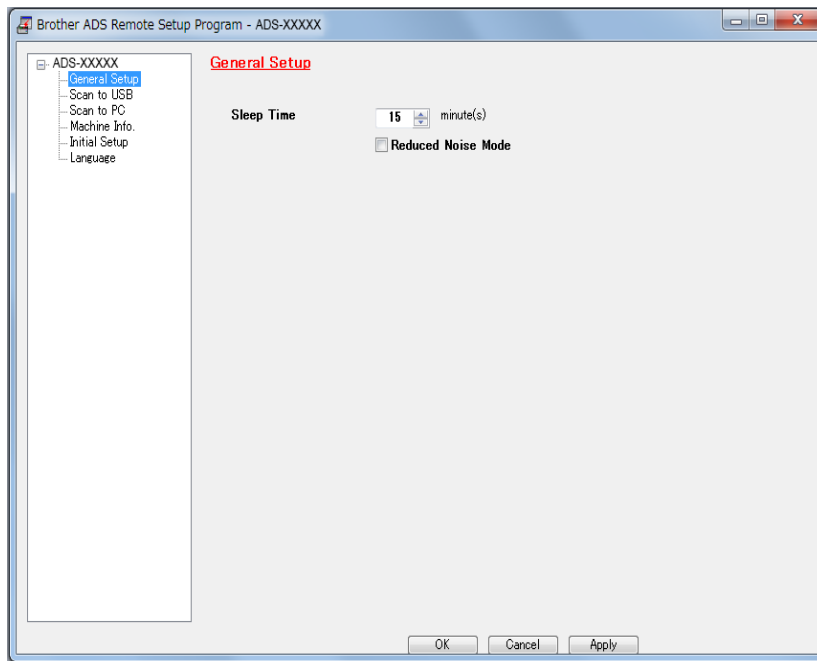 Brother ADS Remote Setup Program - ADS-XXXXX
ADS-XXXXX
General Setup
Scan to USB
Scan to PC
Machine Info.
Initial Setup
Language
General Setup
Sleep Time 15 minute(s)
Reduced Noise Mode
OK Cancel Apply